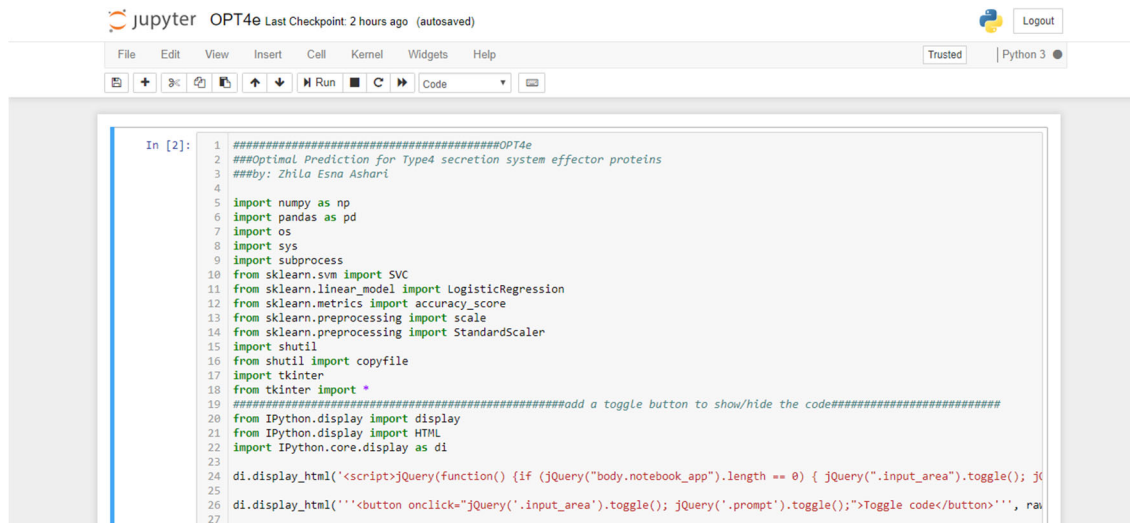 jupyter OPT4e Last Checkpoint: 2 hours ago (autosaved) Logout
File Edit View Insert Cell Kernel Widgets Help Trusted Python 3
Run Code
In [2]:
1 #########################################OPT4e
2 ###Optimal Prediction for Type4 secretion system effector proteins
3 ###by: Zhila Esna Ashari
4
5 import numpy as np
6 import pandas as pd
7 import os
8 import sys
9 import subprocess
10 from sklearn.svm import SVC
11 from sklearn.linear_model import LogisticRegression
12 from sklearn.metrics import accuracy_score
13 from sklearn.preprocessing import scale
14 from sklearn.preprocessing import StandardScaler
15 import shutil
16 from shutil import copyfile
17 import tkinter
18 from tkinter import *
19 ###################################################add a toggle button to show/hide the code##########################
20 from IPython.display import display
21 from IPython.display import HTML
22 import IPython.core.display as di
23
24 di.display_html('<script>jQuery(function() {if (jQuery("body.notebook_app").length == 0) { jQuery(".input_area").toggle(); jQ
25
26 di.display_html('''<button onclick="jQuery('.input_area').toggle(); jQuery('.prompt').toggle();">Toggle code</button>''', raw
27